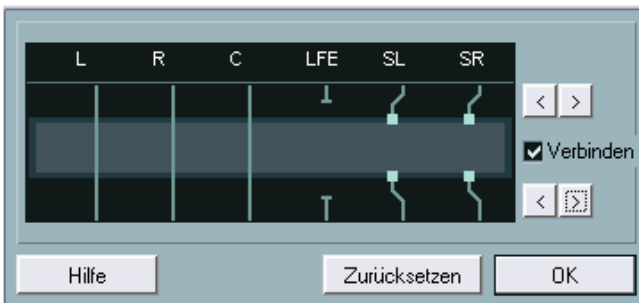 L R C LFE SL SR
< >
Verbinden
< >
Hilfe Zurücksetzen OK